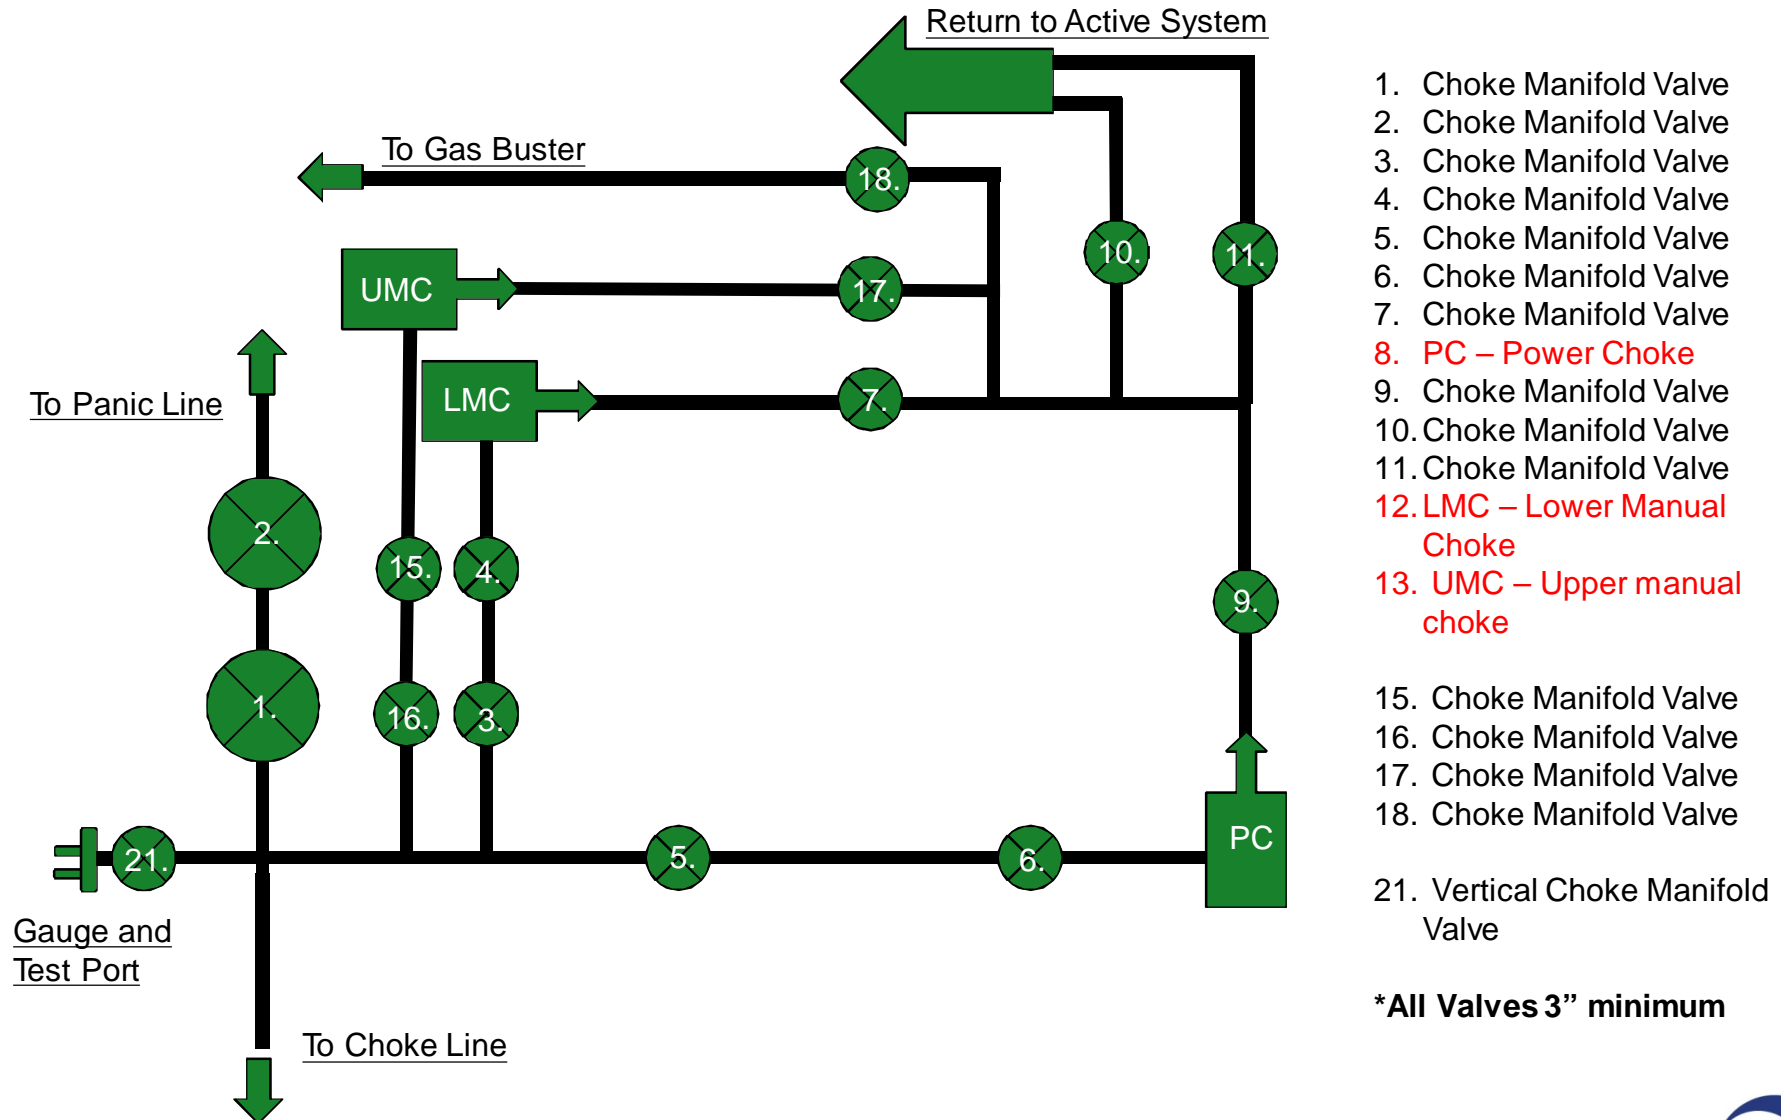 Return to Active System
To Gas Buster
18.
10.
11.
UMC
17.
LMC
7.
To Panic Line
2.
15.
4.
9.
1.
16.
3.
21.
5.
6.
PC
Gauge and
Test Port
To Choke Line
1. Choke Manifold Valve
2. Choke Manifold Valve
3. Choke Manifold Valve
4. Choke Manifold Valve
5. Choke Manifold Valve
6. Choke Manifold Valve
7. Choke Manifold Valve
8. PC – Power Choke
9. Choke Manifold Valve
10. Choke Manifold Valve
11. Choke Manifold Valve
12. LMC – Lower Manual
Choke
13. UMC – Upper manual
choke
15. Choke Manifold Valve
16. Choke Manifold Valve
17. Choke Manifold Valve
18. Choke Manifold Valve
21. Vertical Choke Manifold
Valve
*All Valves 3” minimum